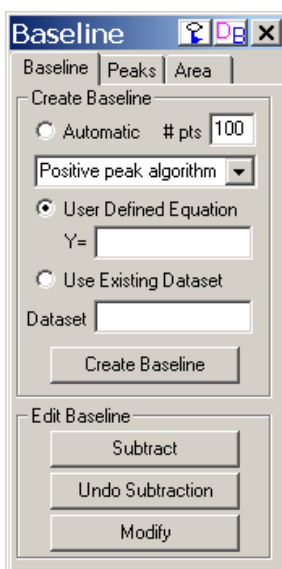 Baseline DB
Baseline Peaks Area
Create Baseline
Automatic # pts 100
Positive peak algorithm
User Defined Equation
Y=
Use Existing Dataset
Dataset
Create Baseline
Edit Baseline
Subtract
Undo Subtraction
Modify